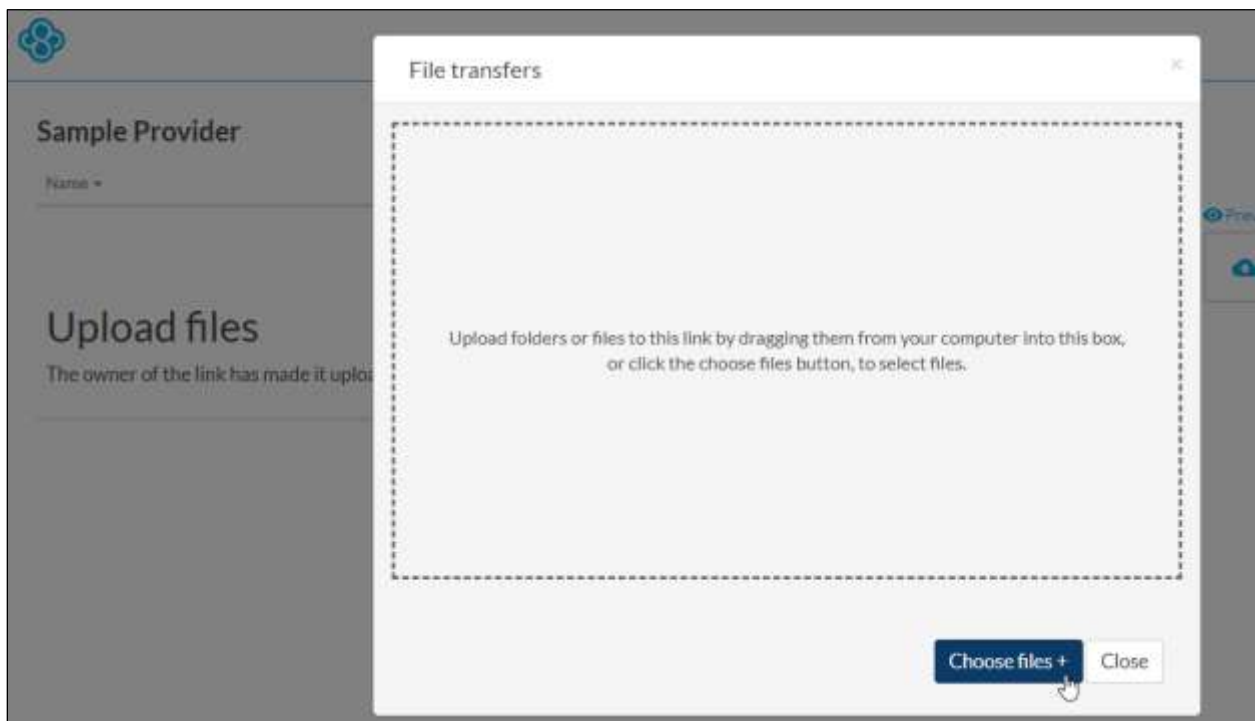 File transfers
×
Sample Provider
Name
Upload folders or files to this link by dragging them from your computer into this box,
or click the choose files button, to select files.
Upload files
The owner of the link has made it
Choose files +
Close